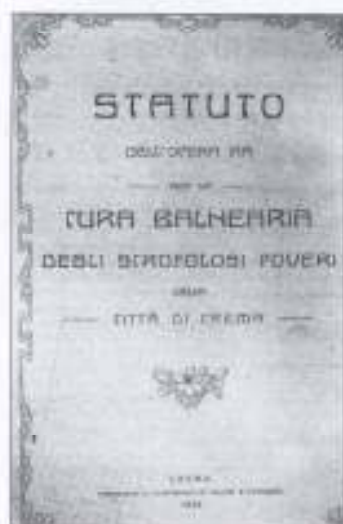 STATUTO
DELL'OPERA PIA
PER LA
CURA BALNEARIA
DEGLI SCROFOLOSI POVERI
DELLA
CITTÀ DI CREMA
CREMA